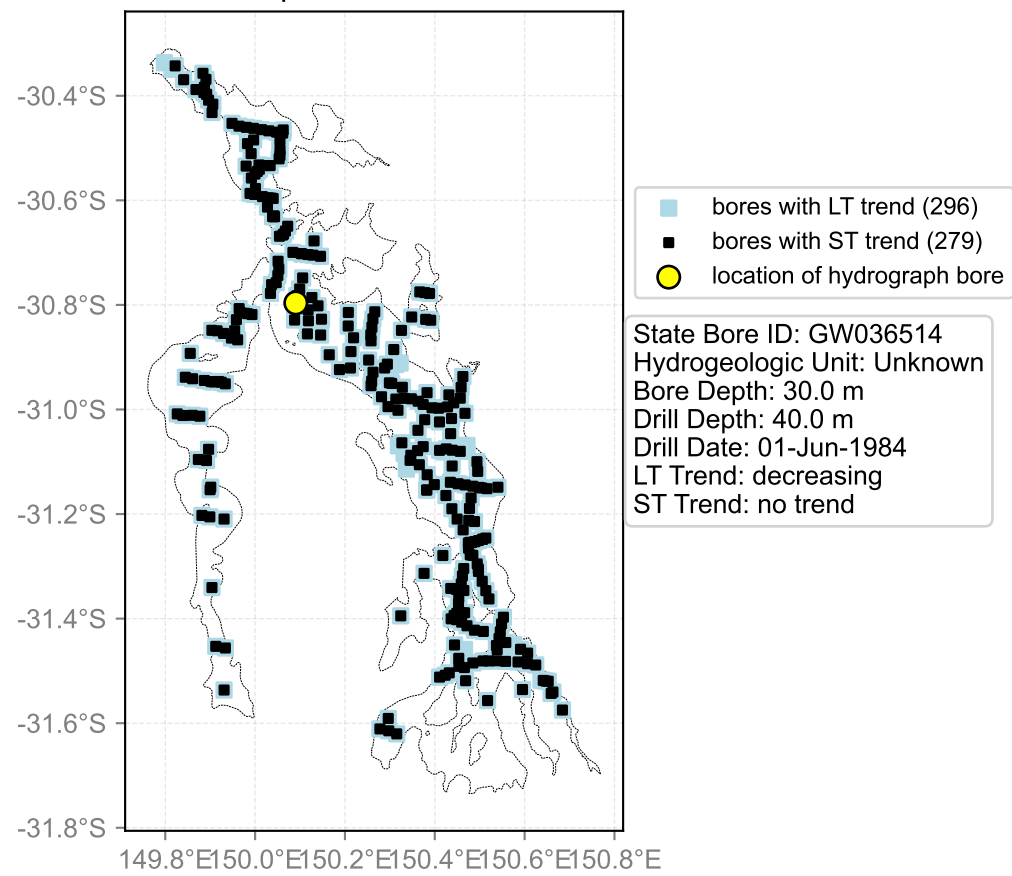 -30.4°S
-30.6°S
-30.8°S
-31.0°S
-31.2°S
-31.4°S
-31.6°S
-31.8°S
149.8°E150.0°E150.2°E150.4°E150.6°E150.8°E
bores with LT trend (296)
bores with ST trend (279)
location of hydrograph bore
State Bore ID: GW036514
Hydrogeologic Unit: Unknown
Bore Depth: 30.0 m
Drill Depth: 40.0 m
Drill Date: 01-Jun-1984
LT Trend: decreasing
ST Trend: no trend